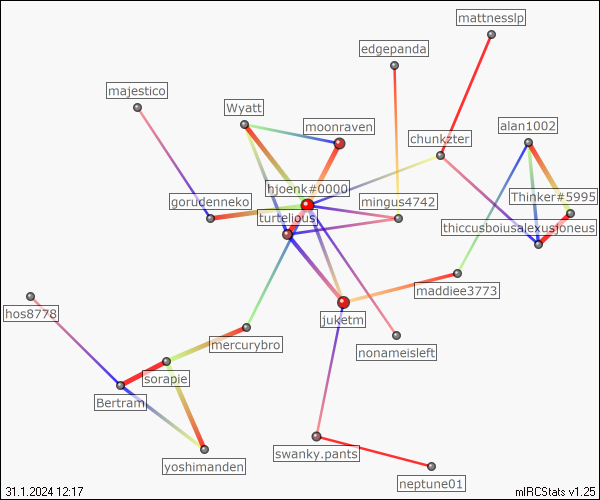 mattnesslp
edgepanda
majestico
Wyatt
moonraven
alan1002
chunkzter
hjoenk#0000
Thinker#5995
gorudenneko
mingus4742
turtelious
thiccusboiusalexusjoneus
maddiee3773
hos8778
juketm
mercurybro
nonameisleft
sorapie
Bertram
swanky.pants
yoshimanden
neptune01
31.1.2024 12:17
mIRCStats v1.25